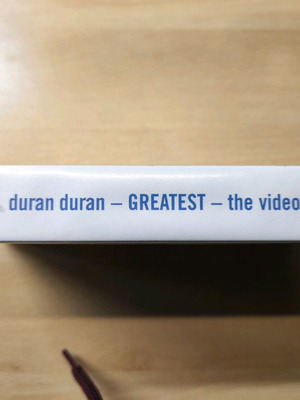 duran duran – GREATEST – the video